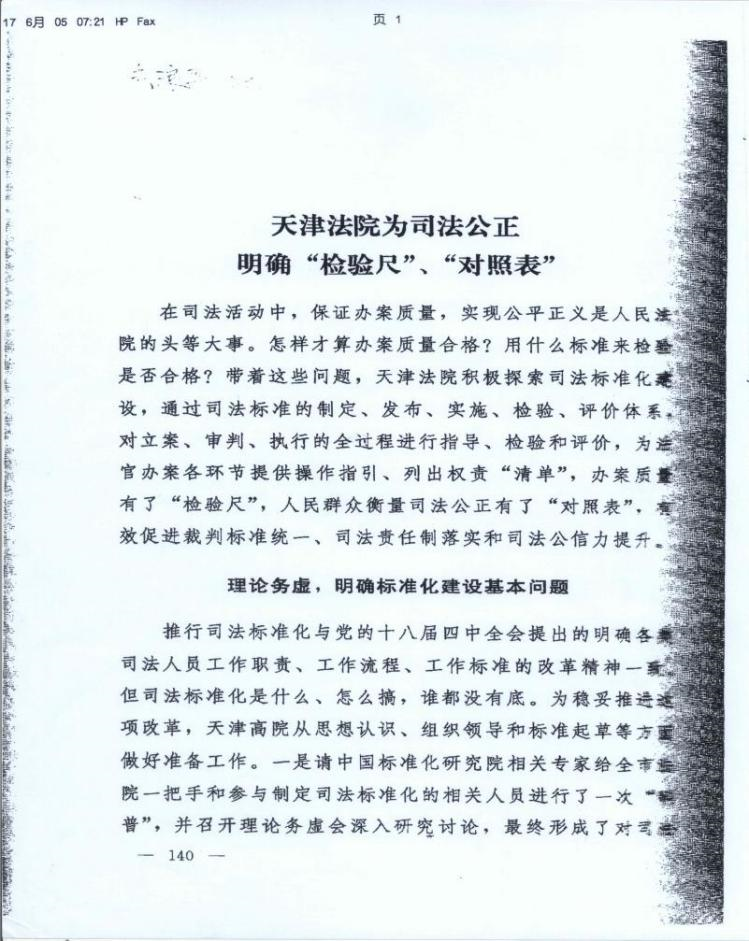 17 6月 05 07:21 HP Fax 页 1
天津法院为司法公正
明确“检验尺”、“对照表”
在司法活动中，保证办案质量，实现公平正义是人民法
院的头等大事。怎样才算办案质量合格？用什么标准来检验
是否合格？带着这些问题，天津法院积极探索司法标准化建
设，通过司法标准的制定、发布、实施、检验、评价体系，
对立案、审判、执行的全过程进行指导、检验和评价，为法
官办案各环节提供操作指引、列出权责“清单”，办案质量
有了“检验尺”，人民群众衡量司法公正有了“对照表”，有
效促进裁判标准统一、司法责任制落实和司法公信力提升。
理论务虚，明确标准化建设基本问题
推行司法标准化与党的十八届四中全会提出的明确各类
司法人员工作职责、工作流程、工作标准的改革精神一致。
但司法标准化是什么、怎么搞，谁都没有底。为稳妥推进这
项改革，天津高院从思想认识、组织领导和标准起草等方面
做好准备工作。一是请中国标准化研究院相关专家给全市法
院一把手和参与制定司法标准化的相关人员进行了一次“科
普”，并召开理论务虚会深入研究讨论，最终形成了对司法
— 140 —